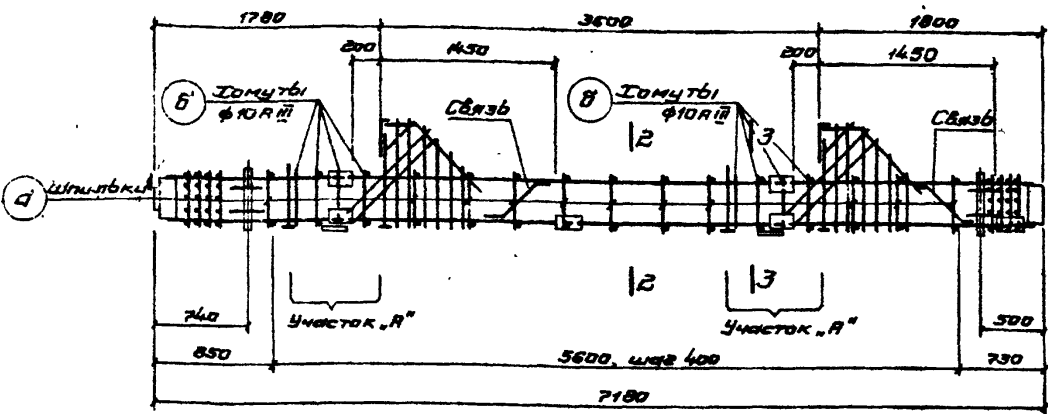 1780 3600 1800
200 1450 200 1450
б Хомуты ф10АIII Связь в Хомуты ф10АIII Связь
2 3
а шпильки
2 3
740 Участок „А" Участок „А" 500
850 5600, шаг 400 730
7180